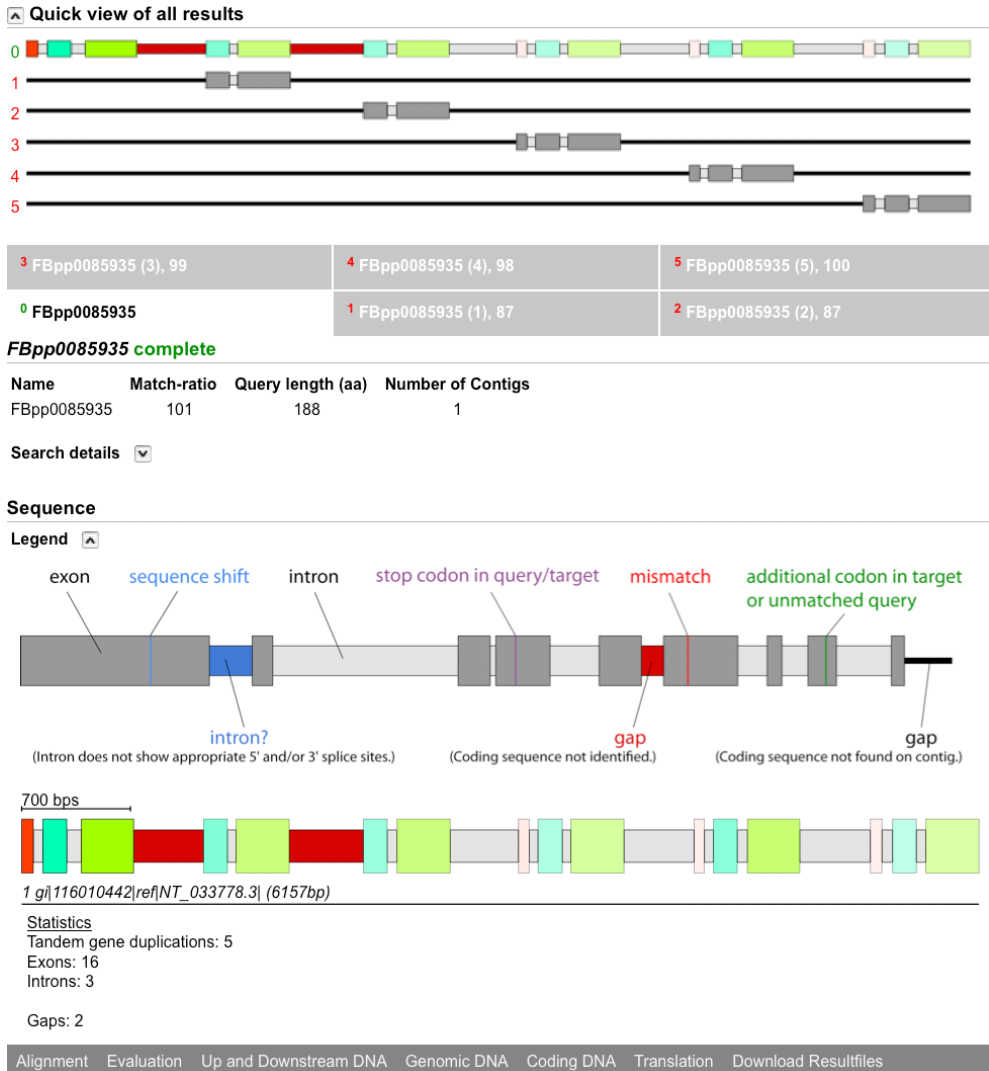 Quick view of all results
0
1
2
3
4
5
3 FBpp0085935 (3), 99 4 FBpp0085935 (4), 98 5 FBpp0085935 (5), 100
0 FBpp0085935 1 FBpp0085935 (1), 87 2 FBpp0085935 (2), 87
FBpp0085935 complete
Name Match-ratio Query length (aa) Number of Contigs
FBpp0085935 101 188 1
Search details
Sequence
Legend
exon sequence shift intron stop codon in query/target mismatch additional codon in target
or unmatched query
intron? gap gap
(Intron does not show appropriate 5' and/or 3' splice sites.) (Coding sequence not identified.) (Coding sequence not found on contig.)
700 bps
1 gi|116010442|ref|NT_033778.3| (6157bp)
Statistics
Tandem gene duplications: 5
Exons: 16
Introns: 3
Gaps: 2
Alignment Evaluation Up and Downstream DNA Genomic DNA Coding DNA Translation Download Resultfiles